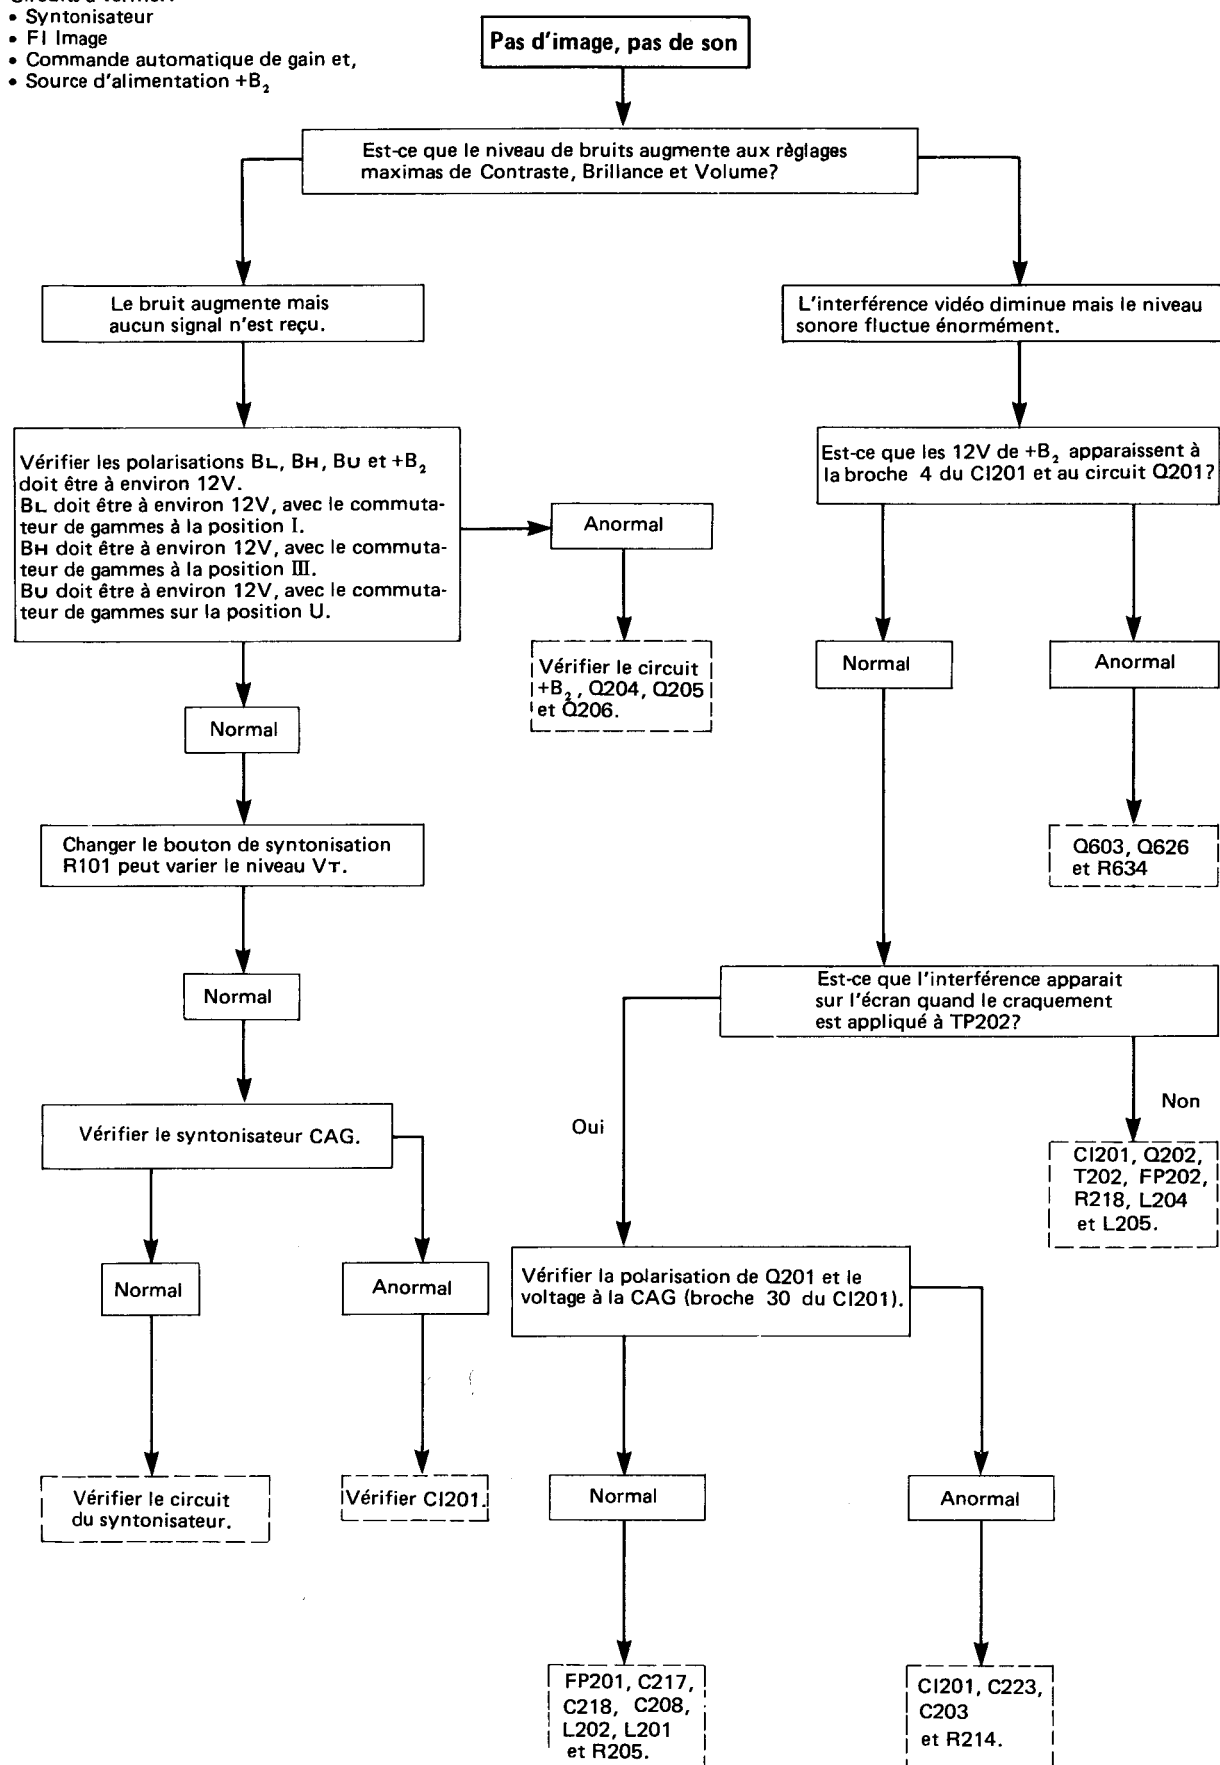 • Syntonisateur
• FI Image
• Commande automatique de gain et,
• Source d'alimentation +B₂
Pas d'image, pas de son
Est-ce que le niveau de bruits augmente aux règlages
maximas de Contraste, Brillance et Volume?
Le bruit augmente mais
aucun signal n'est reçu.
L'interférence vidéo diminue mais le niveau
sonore fluctue énormément.
Vérifier les polarisations BL, BH, BU et +B₂
doit être à environ 12V.
BL doit être à environ 12V, avec le commuta-
teur de gammes à la position I.
BH doit être à environ 12V, avec le commuta-
teur de gammes à la position III.
BU doit être à environ 12V, avec le commuta-
teur de gammes sur la position U.
Anormal
Vérifier le circuit
+B₂, Q204, Q205
et Q206.
Est-ce que les 12V de +B₂ apparaissent à
la broche 4 du CI201 et au circuit Q201?
Normal
Anormal
Normal
Changer le bouton de syntonisation
R101 peut varier le niveau VT.
Q603, Q626
et R634
Normal
Est-ce que l'interférence apparait
sur l'écran quand le craquement
est appliqué à TP202?
Vérifier le syntonisateur CAG.
Oui
Non
CI201, Q202,
T202, FP202,
R218, L204
et L205.
Normal
Anormal
Vérifier la polarisation de Q201 et le
voltage à la CAG (broche 30 du CI201).
Vérifier le circuit
du syntonisateur.
Vérifier CI201.
Normal
Anormal
FP201, C217,
C218, C208,
L202, L201
et R205.
CI201, C223,
C203
et R214.